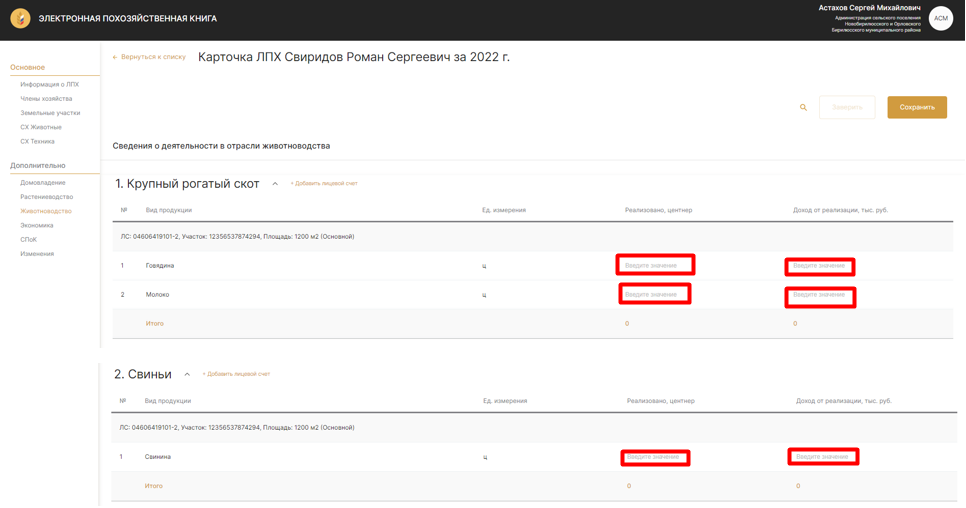 ЭЛЕКТРОННАЯ ПОХОЗЯЙСТВЕННАЯ КНИГА
Астахов Сергей Михайлович
Администрация сельского поселения
Новобирилюсского и Орловского
Бирилюсского муниципального района
АСМ
Основное
Информация о ЛПХ
Члены хозяйства
Земельные участки
СХ Животные
СХ Техника
Дополнительно
Домовладение
Растениеводство
Животноводство
Экономика
СПоК
Изменения
← Вернуться к списку
Карточка ЛПХ Свиридов Роман Сергеевич за 2022 г.
Заверить
Сохранить
Сведения о деятельности в отрасли животноводства
1. Крупный рогатый скот
+ Добавить лицевой счет
№ Вид продукции Ед. измерения Реализовано, центнер Доход от реализации, тыс. руб.
ЛС: 04606419101-2, Участок: 12356537874294, Площадь: 1200 м2 (Основной)
1 Говядина ц Введите значение Введите значение
2 Молоко ц Введите значение Введите значение
Итого 0 0
2. Свиньи
+ Добавить лицевой счет
№ Вид продукции Ед. измерения Реализовано, центнер Доход от реализации, тыс. руб.
ЛС: 04606419101-2, Участок: 12356537874294, Площадь: 1200 м2 (Основной)
1 Свинина ц Введите значение Введите значение
Итого 0 0